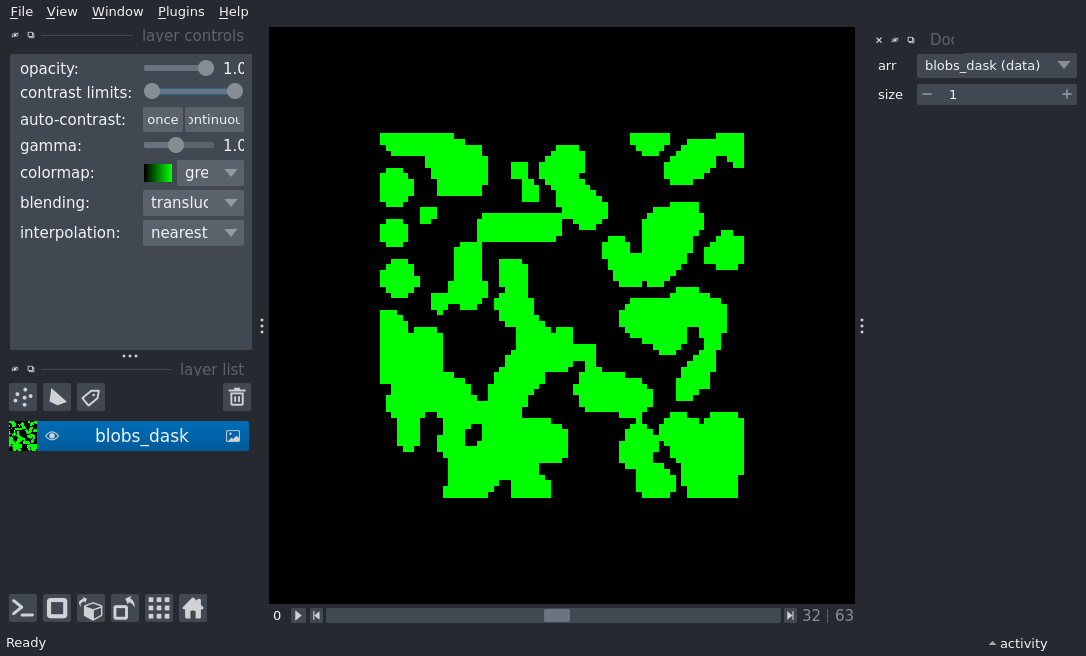 File View Window Plugins Help
layer controls
opacity: 1.0
contrast limits:
auto-contrast: once ontinuou
gamma: 1.0
colormap: gre
blending: transluc
interpolation: nearest
layer list
blobs_dask
0 32 | 63
Ready
Doc
arr blobs_dask (data)
size 1
activity